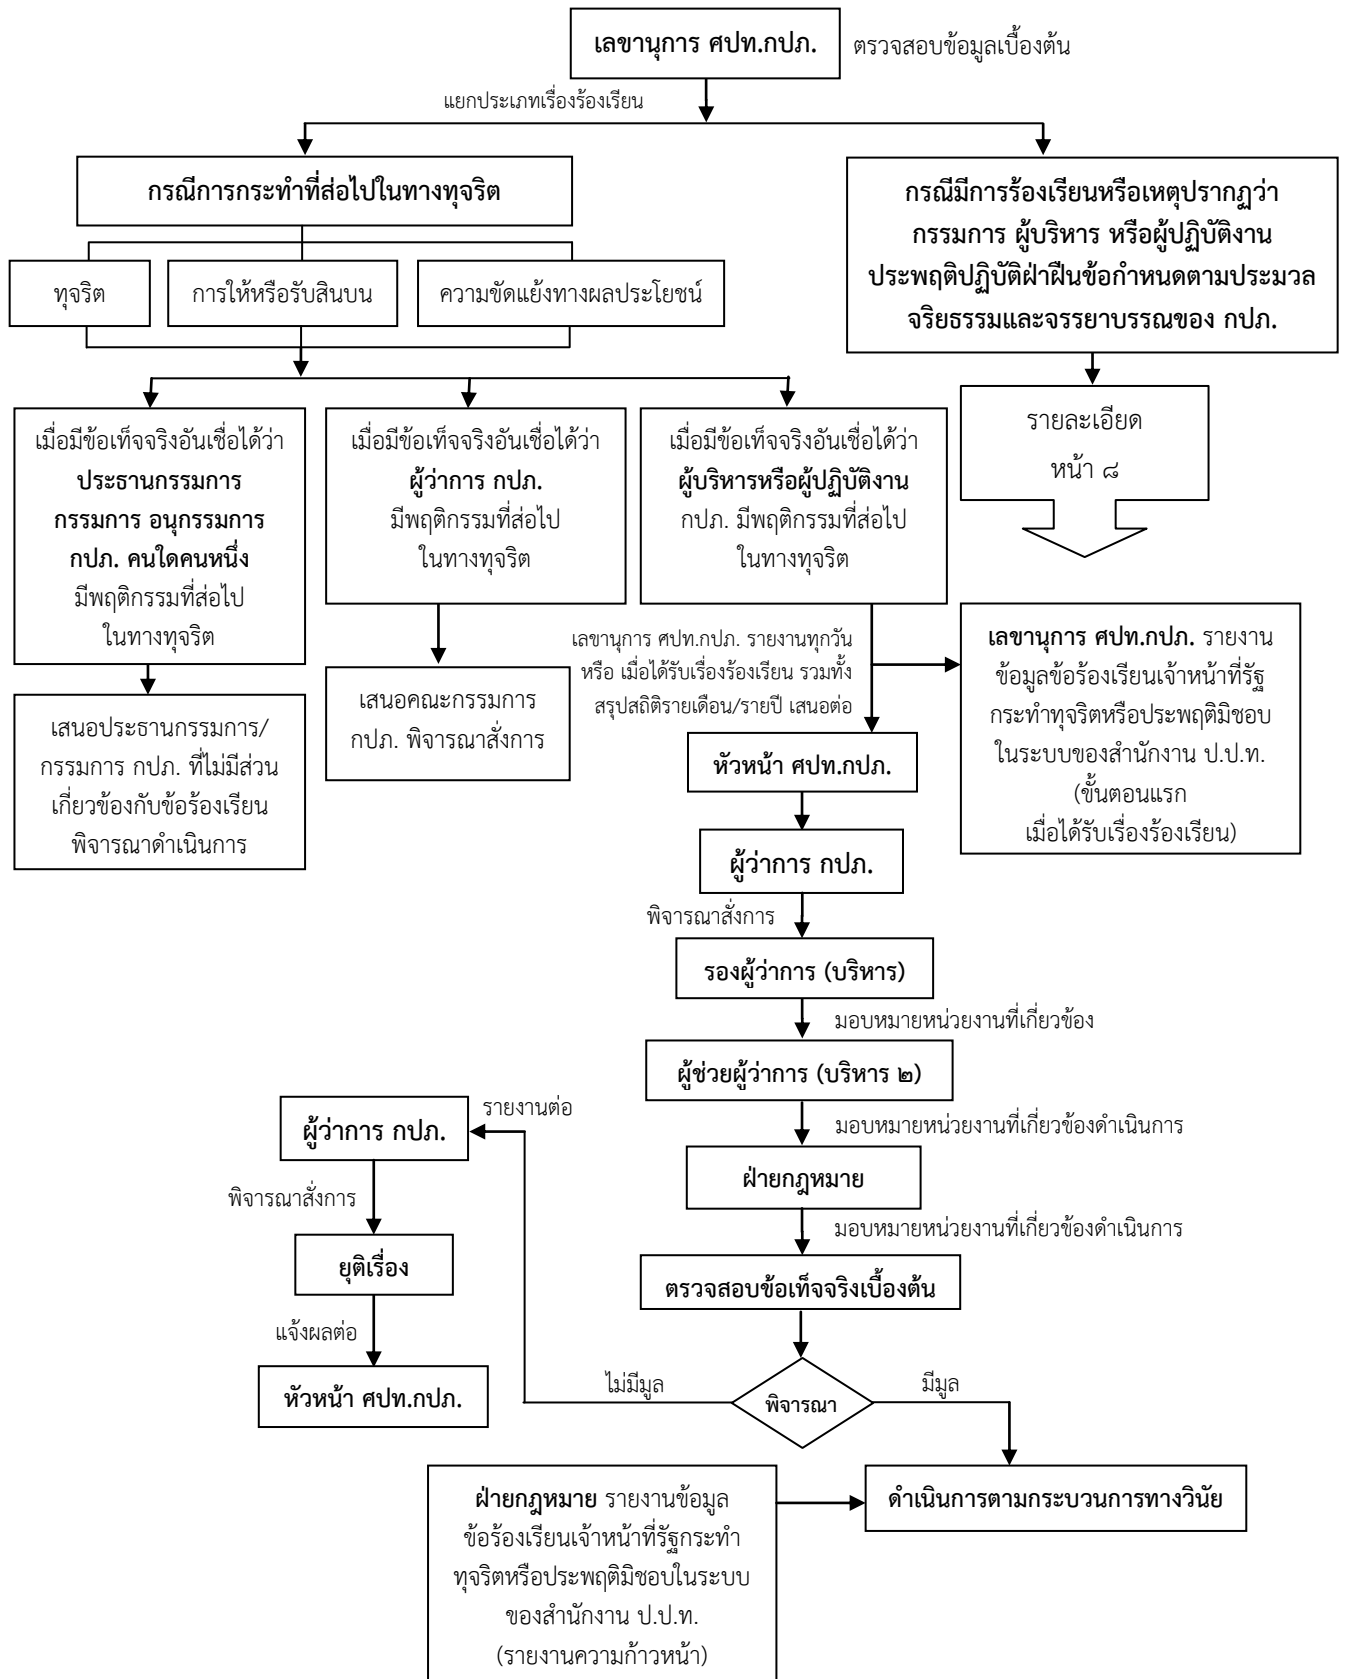 เลขานุการ ศปท.กปภ.
ตรวจสอบข้อมูลเบื้องต้น
แยกประเภทเรื่องร้องเรียน
กรณีการกระทำที่ส่อไปในทางทุจริต
กรณีมีการร้องเรียนหรือเหตุปรากฏว่า
กรรมการ ผู้บริหาร หรือผู้ปฏิบัติงาน
ประพฤติปฏิบัติฝ่าฝืนข้อกำหนดตามประมวล
จริยธรรมและจรรยาบรรณของ กปภ.
ทุจริต
การให้หรือรับสินบน
ความขัดแย้งทางผลประโยชน์
เมื่อมีข้อเท็จจริงอันเชื่อได้ว่า
ประธานกรรมการ
กรรมการ อนุกรรมการ
กปภ. คนใดคนหนึ่ง
มีพฤติกรรมที่ส่อไป
ในทางทุจริต
เมื่อมีข้อเท็จจริงอันเชื่อได้ว่า
ผู้ว่าการ กปภ.
มีพฤติกรรมที่ส่อไป
ในทางทุจริต
เมื่อมีข้อเท็จจริงอันเชื่อได้ว่า
ผู้บริหารหรือผู้ปฏิบัติงาน
กปภ. มีพฤติกรรมที่ส่อไป
ในทางทุจริต
รายละเอียด
หน้า ๘
เสนอประธานกรรมการ/
กรรมการ กปภ. ที่ไม่มีส่วน
เกี่ยวข้องกับข้อร้องเรียน
พิจารณาดำเนินการ
เสนอคณะกรรมการ
กปภ. พิจารณาสั่งการ
เลขานุการ ศปท.กปภ. รายงานทุกวัน
หรือ เมื่อได้รับเรื่องร้องเรียน รวมทั้ง
สรุปสถิติรายเดือน/รายปี เสนอต่อ
เลขานุการ ศปท.กปภ. รายงาน
ข้อมูลข้อร้องเรียนเจ้าหน้าที่รัฐ
กระทำทุจริตหรือประพฤติมิชอบ
ในระบบของสำนักงาน ป.ป.ท.
(ขั้นตอนแรก
เมื่อได้รับเรื่องร้องเรียน)
หัวหน้า ศปท.กปภ.
ผู้ว่าการ กปภ.
พิจารณาสั่งการ
รองผู้ว่าการ (บริหาร)
มอบหมายหน่วยงานที่เกี่ยวข้อง
ผู้ช่วยผู้ว่าการ (บริหาร ๒)
มอบหมายหน่วยงานที่เกี่ยวข้องดำเนินการ
ฝ่ายกฎหมาย
มอบหมายหน่วยงานที่เกี่ยวข้องดำเนินการ
ตรวจสอบข้อเท็จจริงเบื้องต้น
พิจารณา
ไม่มีมูล
มีมูล
รายงานต่อ
ผู้ว่าการ กปภ.
พิจารณาสั่งการ
ยุติเรื่อง
แจ้งผลต่อ
หัวหน้า ศปท.กปภ.
ฝ่ายกฎหมาย รายงานข้อมูล
ข้อร้องเรียนเจ้าหน้าที่รัฐกระทำ
ทุจริตหรือประพฤติมิชอบในระบบ
ของสำนักงาน ป.ป.ท.
(รายงานความก้าวหน้า)
ดำเนินการตามกระบวนการทางวินัย